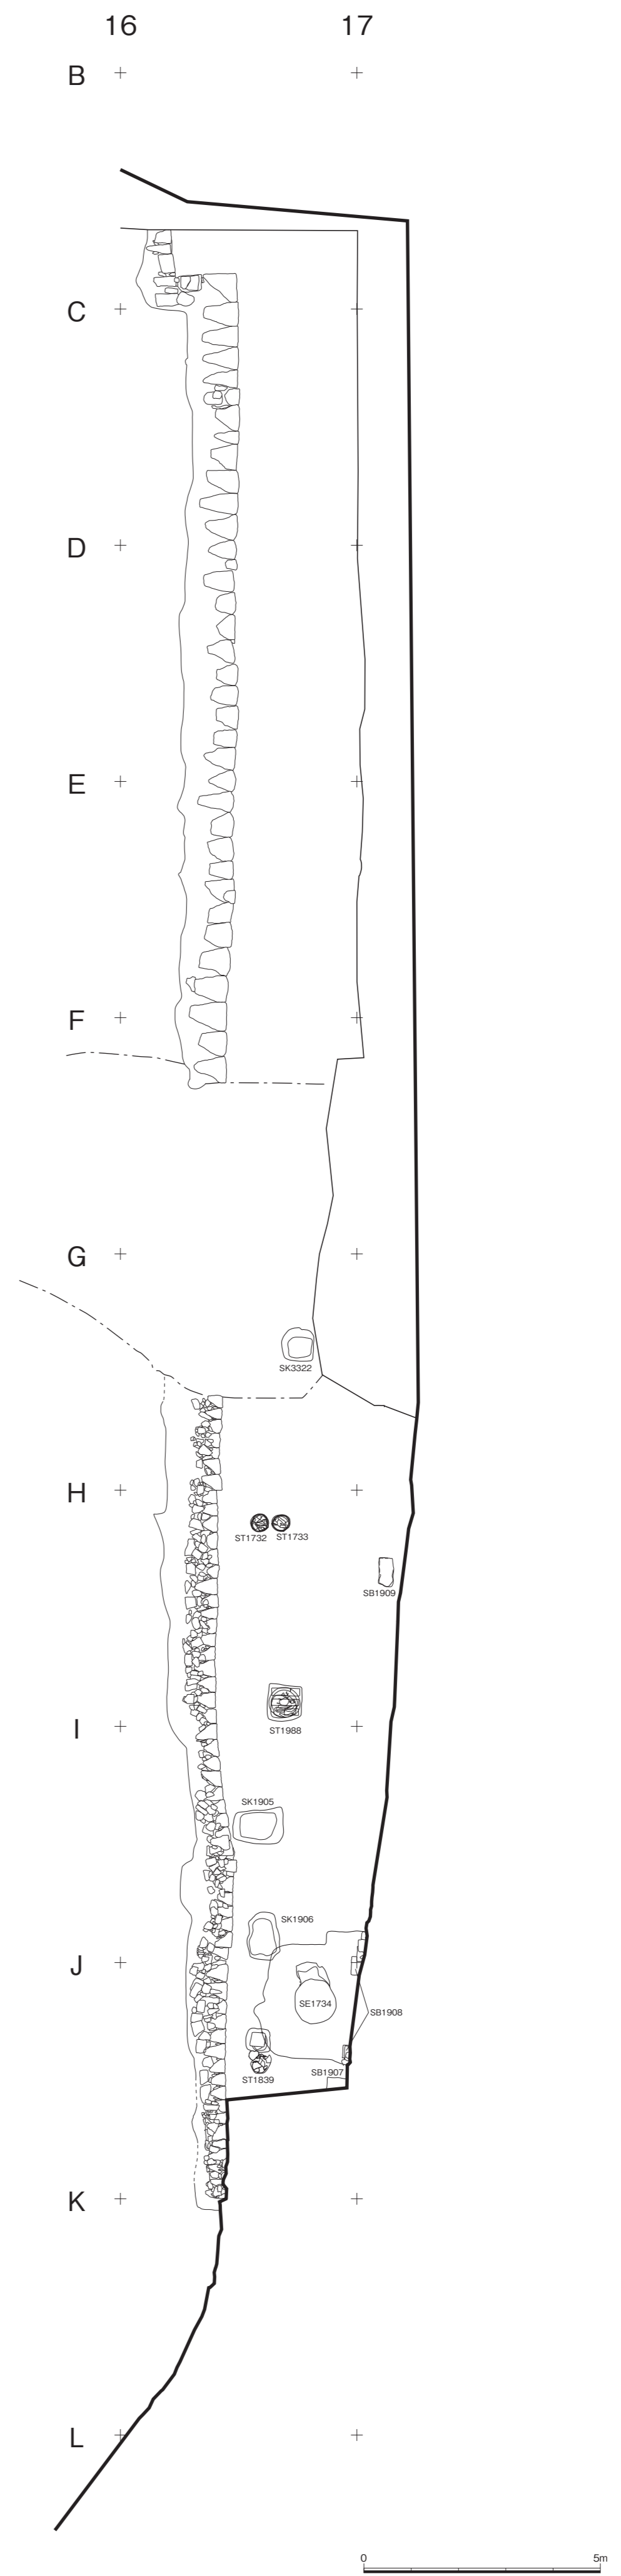 16 17
B
C
D
E
F
G
SK3322
H
ST1732 ST1733
SB1909
I
ST1988
SK1905
SK1906
J
SE1734
SB1908
SB1907
ST1839
K
L
0 5m